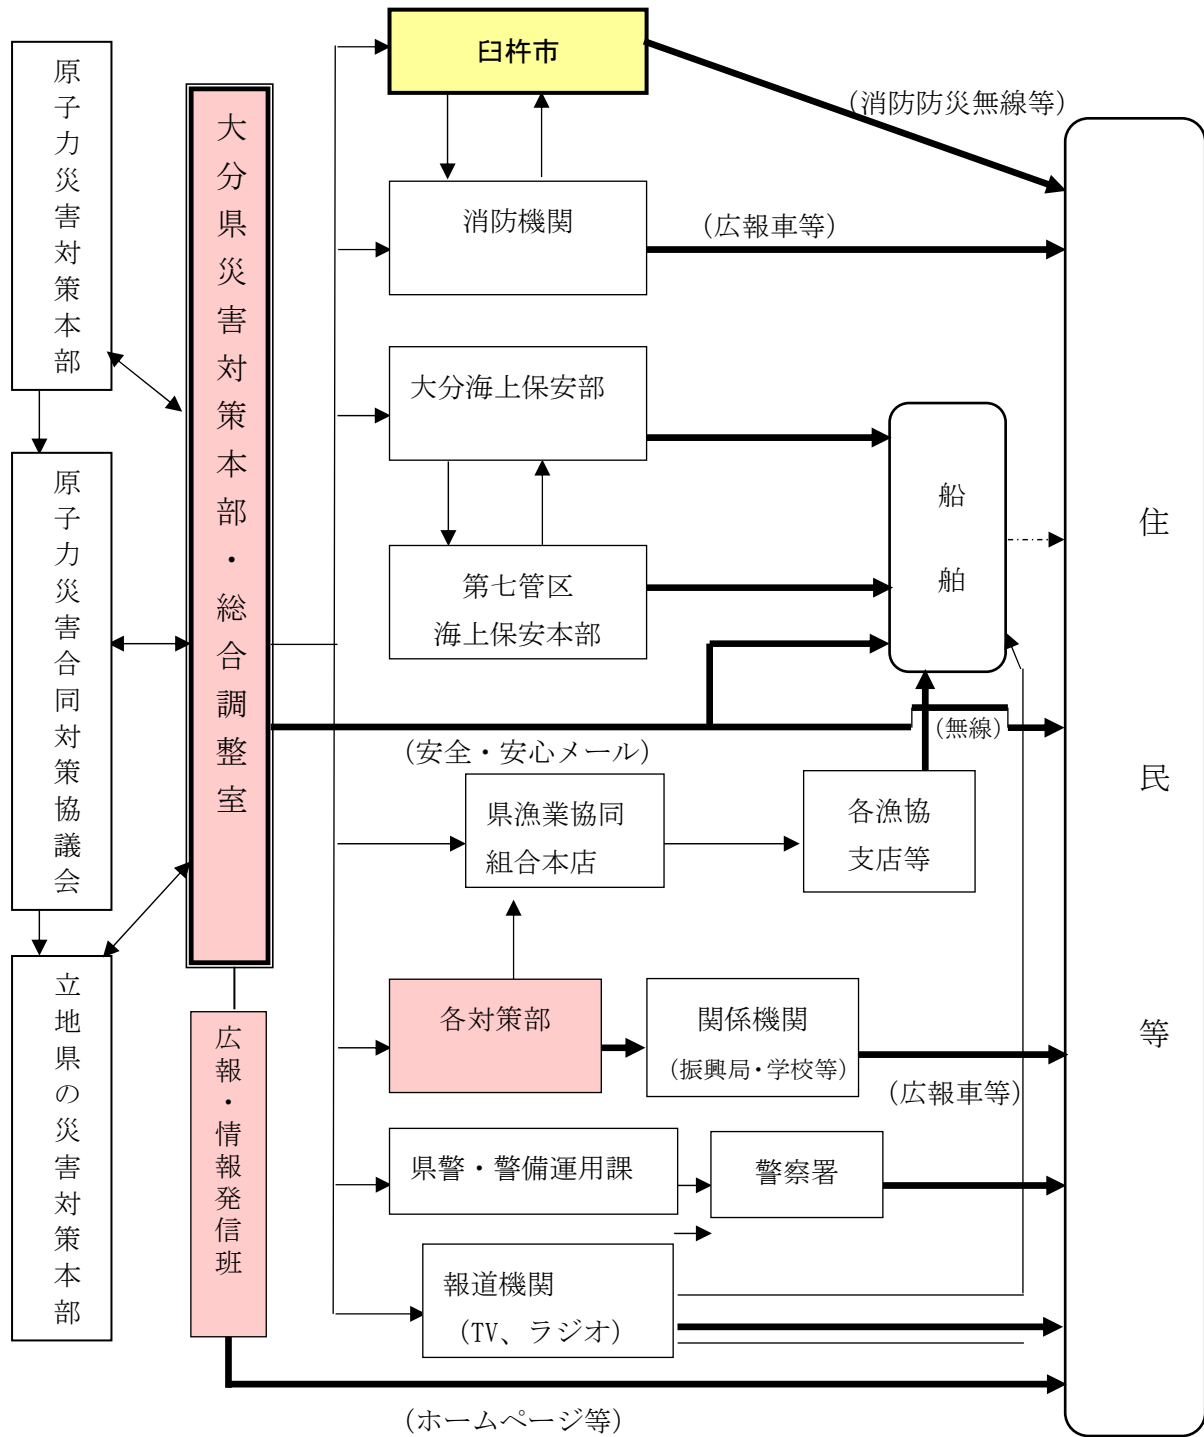 原子力災害対策本部
原子力災害合同対策協議会
立地県の災害対策本部
大分県災害対策本部・総合調整室
広報・情報発信班
臼杵市
(消防防災無線等)
消防機関
(広報車等)
大分海上保安部
第七管区
海上保安本部
船舶
(無線)
(安全・安心メール)
県漁業協同
組合本店
各漁協
支店等
各対策部
関係機関
(振興局・学校等)
(広報車等)
県警・警備運用課
警察署
報道機関
(TV、ラジオ)
(ホームページ等)
住民等